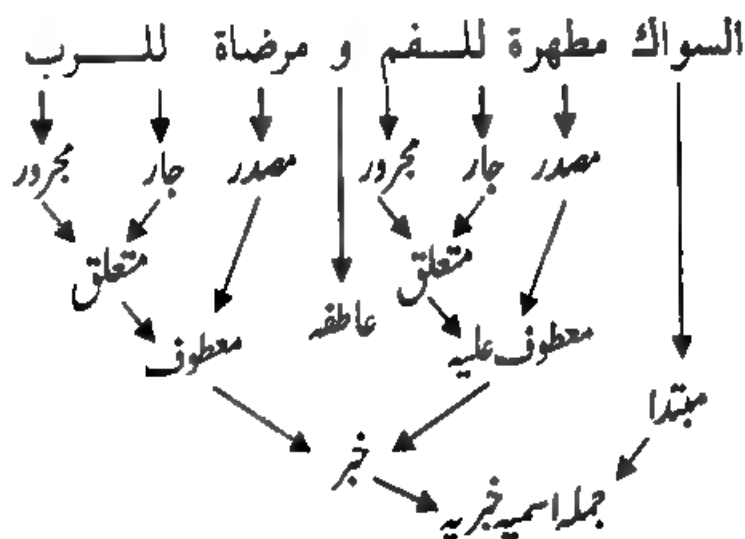 السواك مطهرة للفم و مرضاة للرب
مصدر جار مجرور مصدر جار مجرور
متعلق متعلق
معطوف علیه عاطفہ معطوف
مبتدا
خبر
جملہ اسمیہ خبریہ